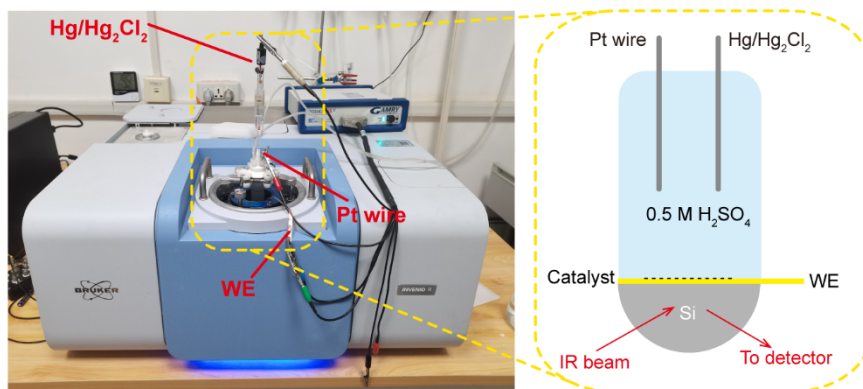 Hg/Hg₂Cl₂
GAMRY
Pt wire
WE
BRUKER
INVENIO
Pt wire
Hg/Hg₂Cl₂
0.5 M H₂SO₄
Catalyst
WE
Si
IR beam
To detector